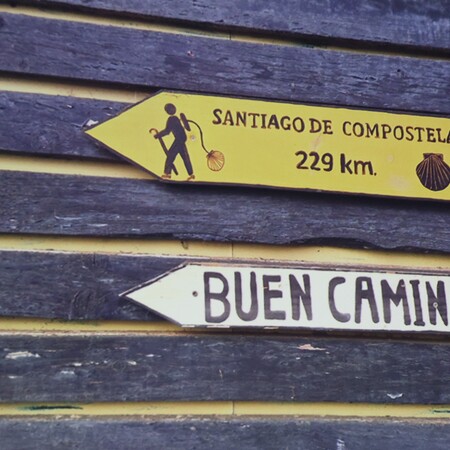 SANTIAGO DE COMPOSTELA
229 km.
BUEN CAMIN